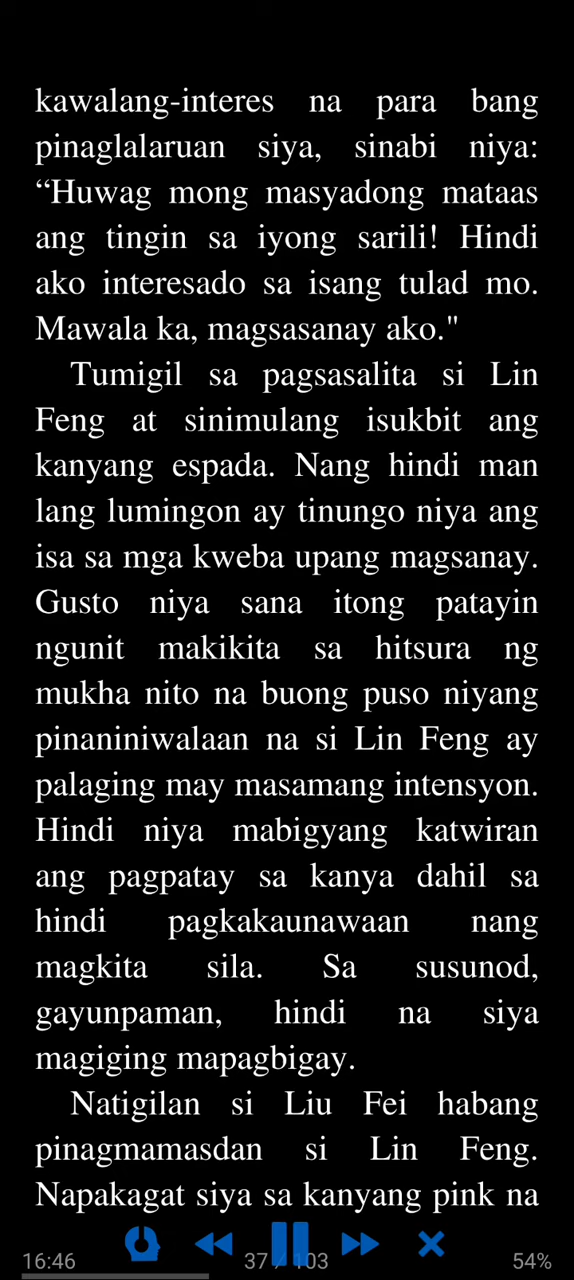 kawalang-interes na para bang
pinaglalaruan siya, sinabi niya:
“Huwag mong masyadong mataas
ang tingin sa iyong sarili! Hindi
ako interesado sa isang tulad mo.
Mawala ka, magsasanay ako."
Tumigil sa pagsasalita si Lin
Feng at sinimulang isukbit ang
kanyang espada. Nang hindi man
lang lumingon ay tinungo niya ang
isa sa mga kweba upang magsanay.
Gusto niya sana itong patayin
ngunit makikita sa hitsura ng
mukha nito na buong puso niyang
pinaniniwalaan na si Lin Feng ay
palaging may masamang intensyon.
Hindi niya mabigyang katwiran
ang pagpatay sa kanya dahil sa
hindi pagkakaunawaan nang
magkita sila. Sa susunod,
gayunpaman, hindi na siya
magiging mapagbigay.
Natigilan si Liu Fei habang
pinagmamasdan si Lin Feng.
Napakagat siya sa kanyang pink na
16:46 37 / 103 54%